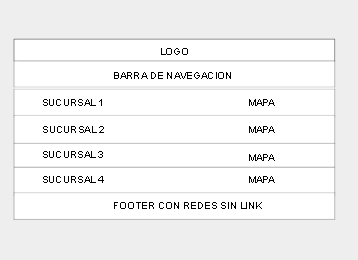 LOGO
BARRA DE NAVEGACION
SUCURSAL 1 MAPA
SUCURSAL 2 MAPA
SUCURSAL 3 MAPA
SUCURSAL 4 MAPA
FOOTER CON REDES SIN LINK